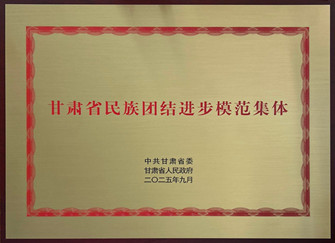 甘肃省民族团结进步模范集体
中共甘肃省委
甘肃省人民政府
二〇二五年九月